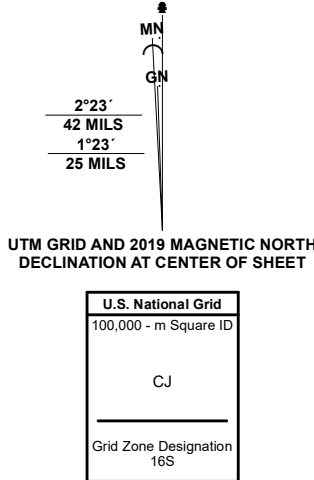 MN
GN
2°23´
42 MILS
1°23´
25 MILS
UTM GRID AND 2019 MAGNETIC NORTH
DECLINATION AT CENTER OF SHEET
U.S. National Grid
100,000 - m Square ID
CJ
Grid Zone Designation
16S